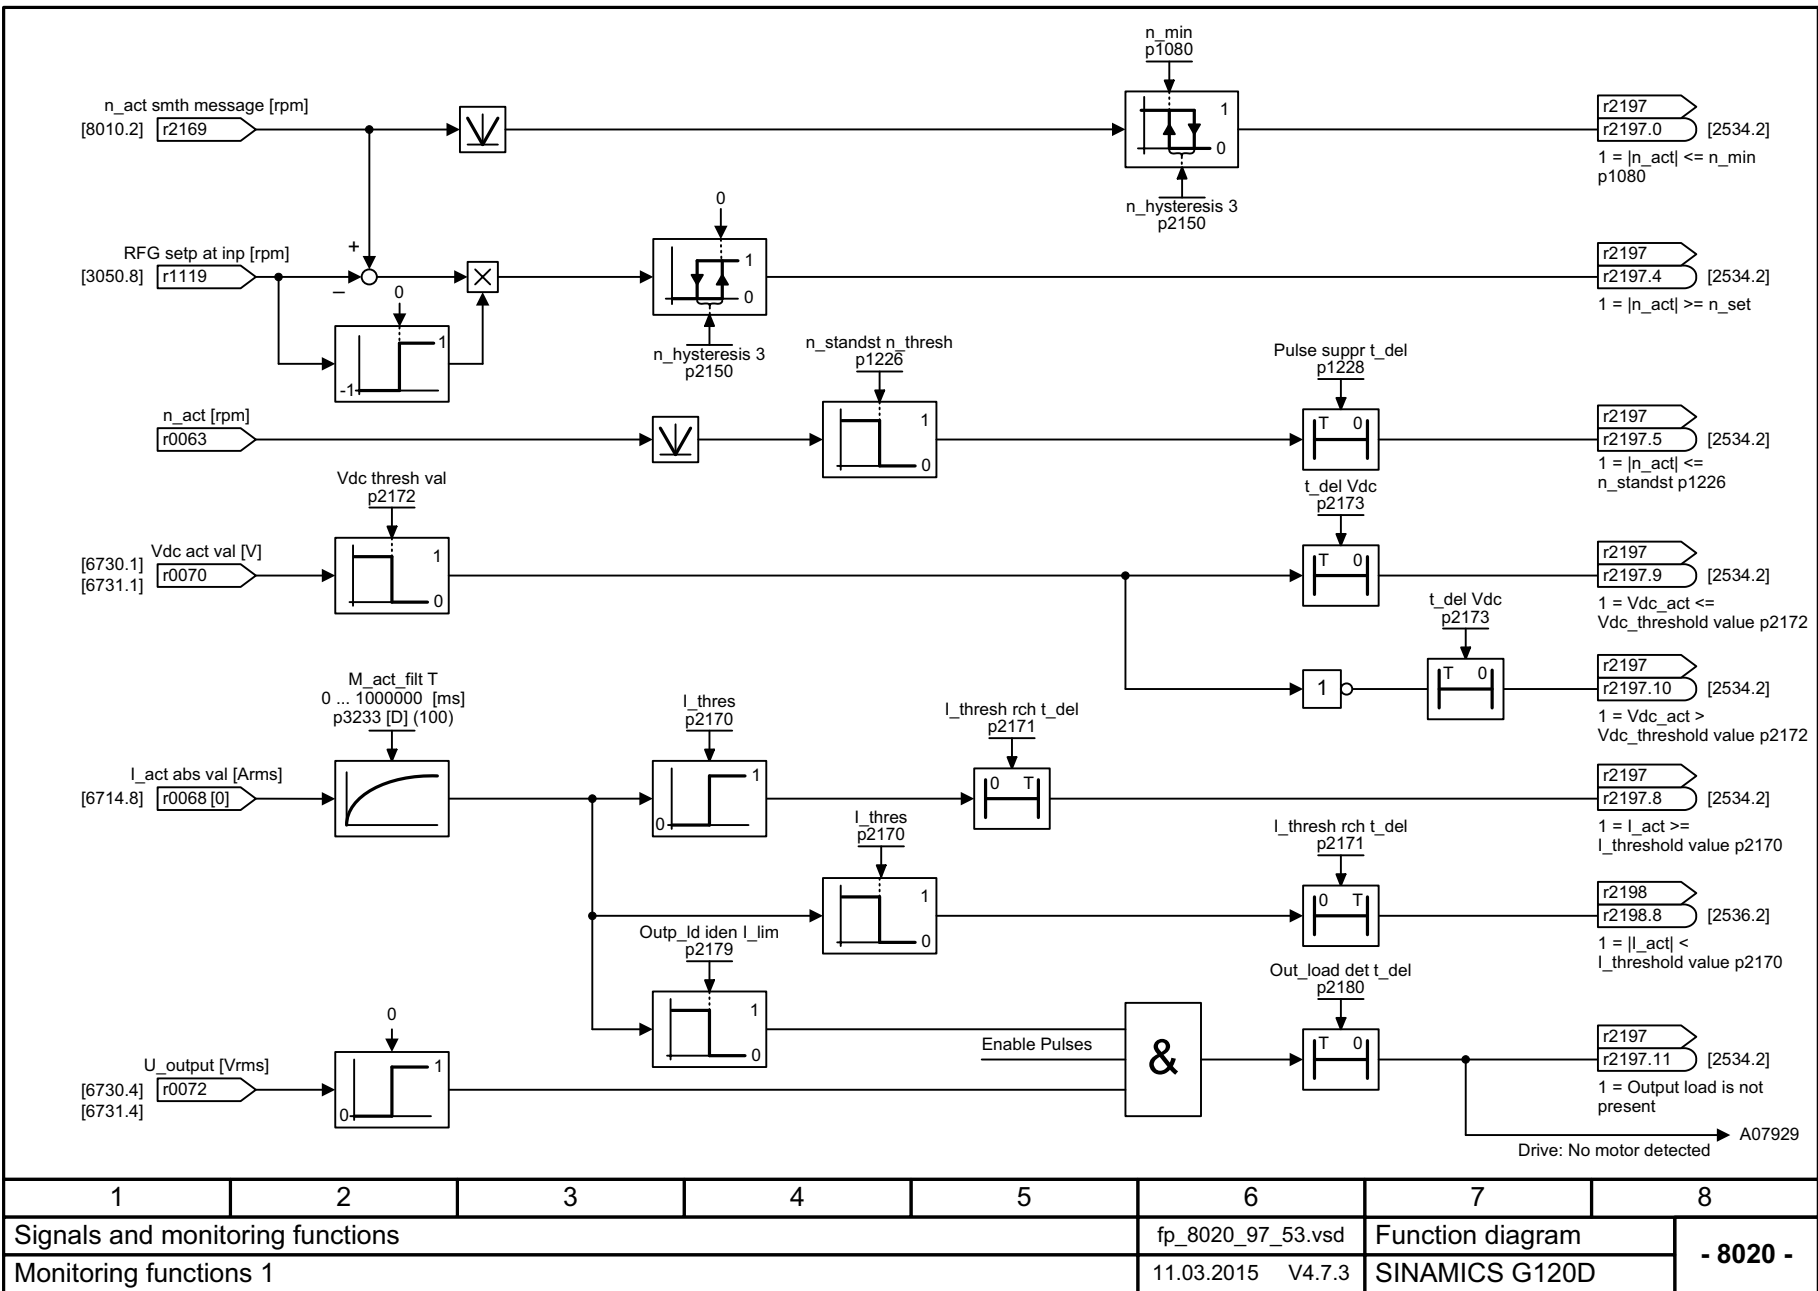 n_min
p1080
n_act smth message [rpm]
[8010.2] r2169
1
0
r2197
r2197.0 [2534.2]
1 = |n_act| <= n_min
p1080
n_hysteresis 3
p2150
0
RFG setp at inp [rpm]
[3050.8] r1119
+
–
0
1
-1
1
0
n_hysteresis 3
p2150
r2197
r2197.4 [2534.2]
1 = |n_act| >= n_set
n_standst n_thresh
p1226
Pulse suppr t_del
p1228
n_act [rpm]
r0063
1
0
T 0
r2197
r2197.5 [2534.2]
1 = |n_act| <=
n_standst p1226
Vdc thresh val
p2172
t_del Vdc
p2173
[6730.1]
[6731.1]
Vdc act val [V]
r0070
1
0
T 0
r2197
r2197.9 [2534.2]
1 = Vdc_act <=
Vdc_threshold value p2172
t_del Vdc
p2173
1
T 0
r2197
r2197.10 [2534.2]
1 = Vdc_act >
Vdc_threshold value p2172
M_act_filt T
0 ... 1000000 [ms]
p3233 [D] (100)
I_thres
p2170
I_thresh rch t_del
p2171
I_act abs val [Arms]
[6714.8] r0068 [0]
1
0
0 T
r2197
r2197.8 [2534.2]
1 = I_act >=
I_threshold value p2170
I_thres
p2170
I_thresh rch t_del
p2171
1
0
0 T
r2198
r2198.8 [2536.2]
1 = |I_act| <
I_threshold value p2170
Outp_ld iden I_lim
p2179
Out_load det t_del
p2180
1
0
Enable Pulses
&
T 0
r2197
r2197.11 [2534.2]
1 = Output load is not
present
0
U_output [Vrms]
[6730.4] r0072
[6731.4]
1
0
A07929
Drive: No motor detected
1 2 3 4 5 6 7 8
Signals and monitoring functions
fp_8020_97_53.vsd
Function diagram
- 8020 -
Monitoring functions 1
11.03.2015 V4.7.3
SINAMICS G120D